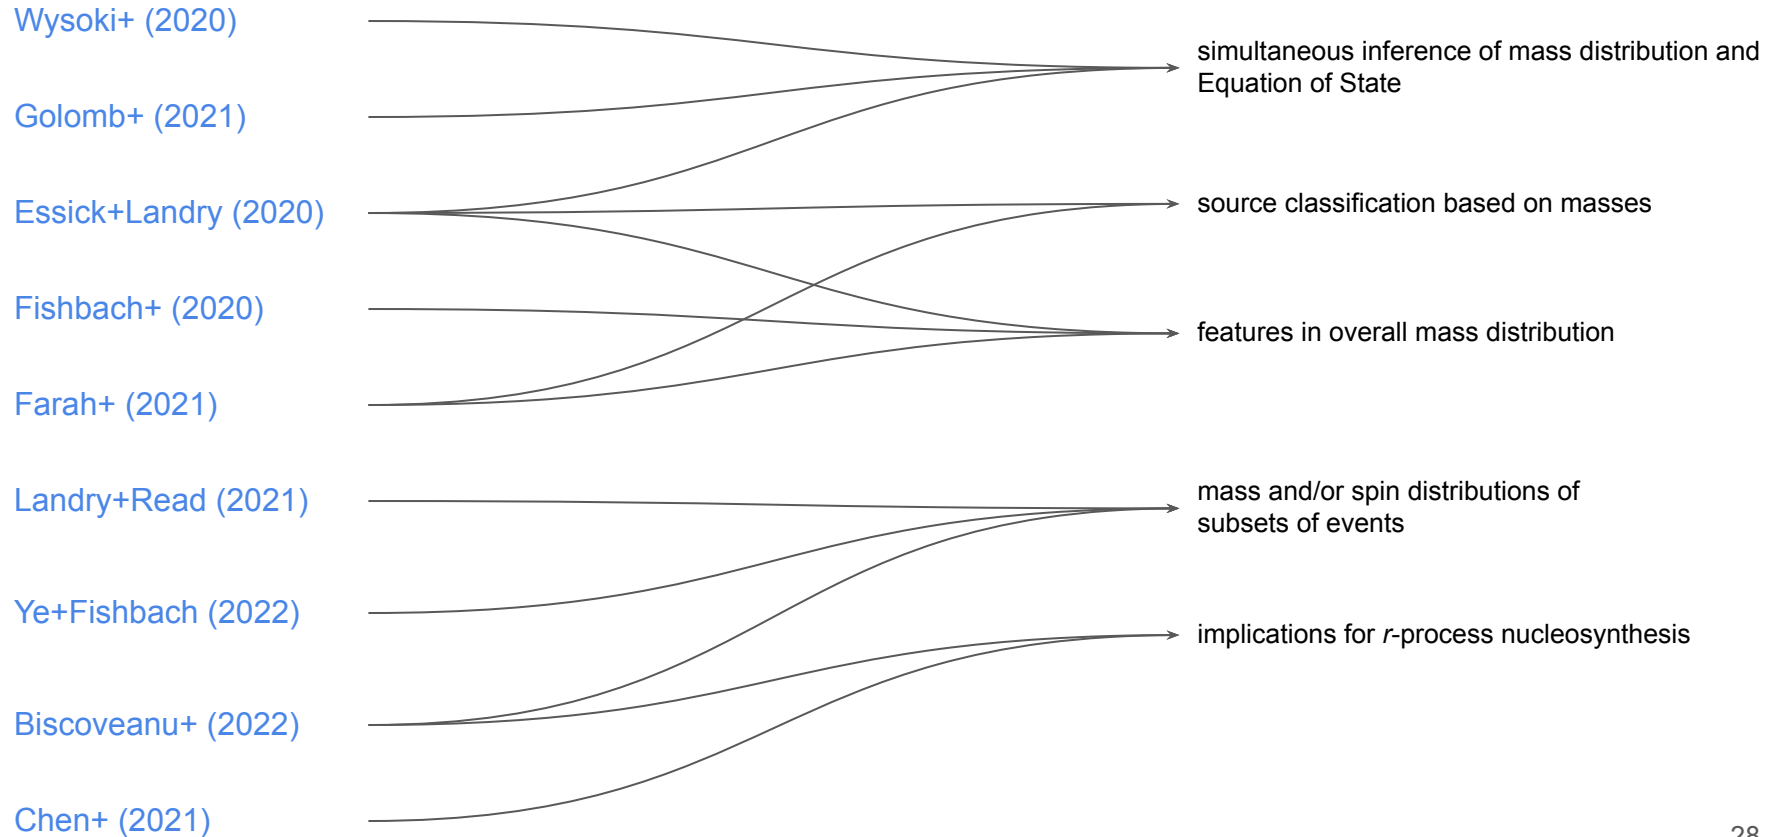 Wysoki+ (2020)
Golomb+ (2021)
Essick+Landry (2020)
Fishbach+ (2020)
Farah+ (2021)
Landry+Read (2021)
Ye+Fishbach (2022)
Biscoveanu+ (2022)
Chen+ (2021)
simultaneous inference of mass distribution and
Equation of State
source classification based on masses
features in overall mass distribution
mass and/or spin distributions of
subsets of events
implications for r-process nucleosynthesis
28